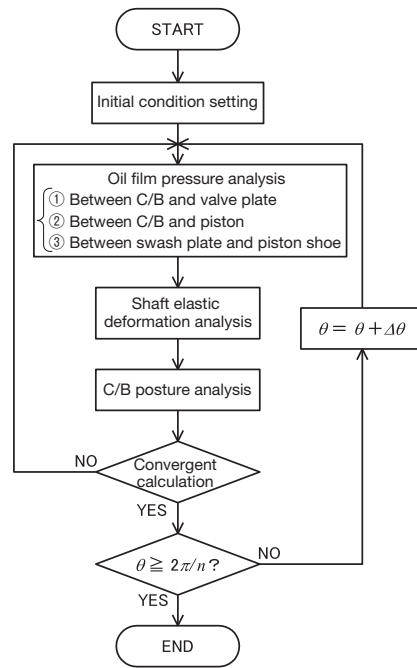 START
Initial condition setting
Oil film pressure analysis
① Between C/B and valve plate
② Between C/B and piston
③ Between swash plate and piston shoe
Shaft elastic
deformation analysis
θ = θ + Δθ
C/B posture analysis
NO
Convergent
calculation
YES
θ ≧ 2π/n ?
NO
YES
END